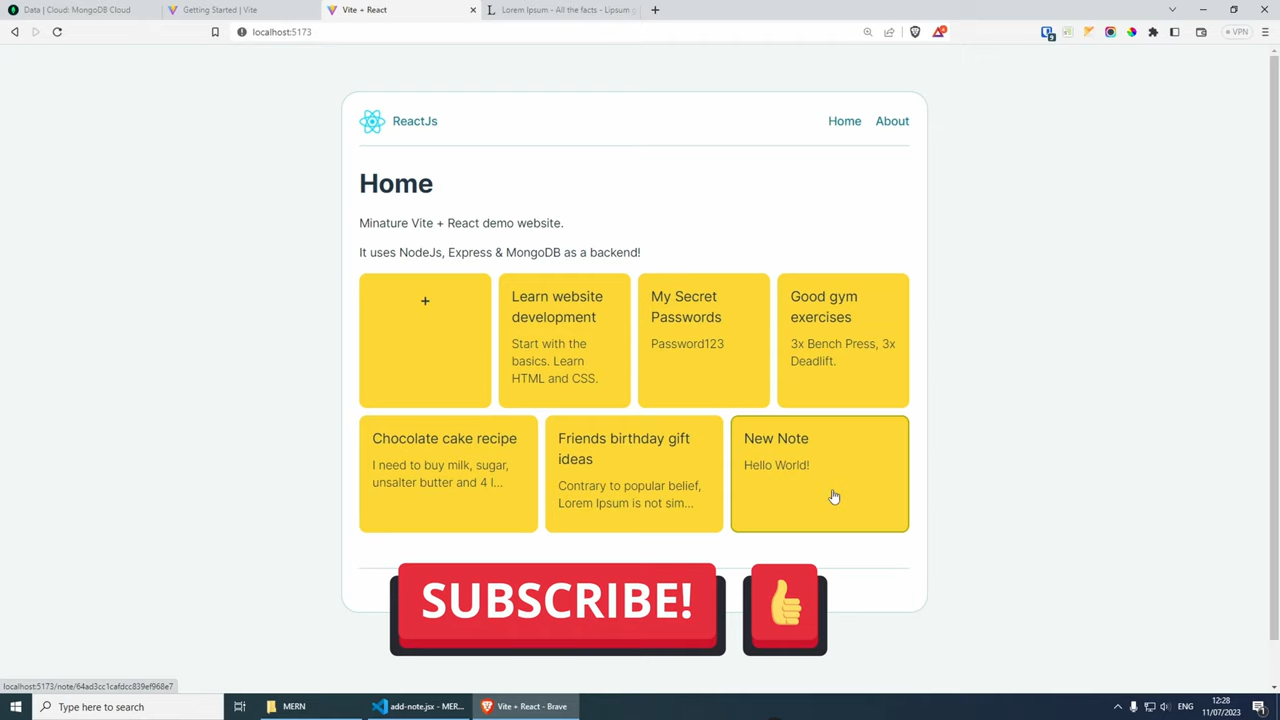 Data | Cloud: MongoDB Cloud
Getting Started | Vite
Vite + React
Lorem Ipsum - All the facts - Lipsum g
localhost:5173
VPN
ReactJs
Home
About
Home
Minature Vite + React demo website.
It uses NodeJs, Express & MongoDB as a backend!
+
Learn website
development
Start with the
basics. Learn
HTML and CSS.
My Secret
Passwords
Password123
Good gym
exercises
3x Bench Press, 3x
Deadlift.
Chocolate cake recipe
I need to buy milk, sugar,
unsalter butter and 4 l...
Friends birthday gift
ideas
Contrary to popular belief,
Lorem Ipsum is not sim...
New Note
Hello World!
SUBSCRIBE!
localhost:5173/note/64ad3cc1cafdcc839ef968e7
Type here to search
MERN
add-note.jsx - MER...
Vite + React - Brave
ENG
12:28
11/07/2023